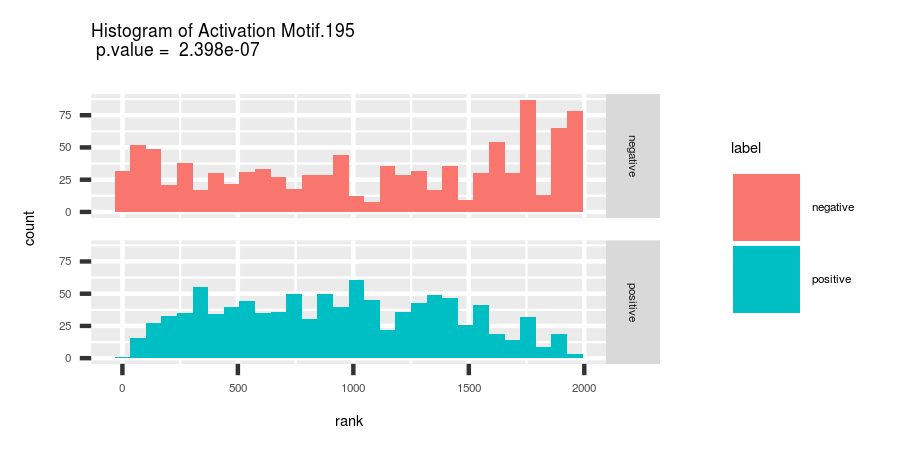 Histogram of Activation Motif.195
p.value =  2.398e-07
count
75
50
25
0
negative
75
50
25
0
positive
0 500 1000 1500 2000
rank
label
negative
positive